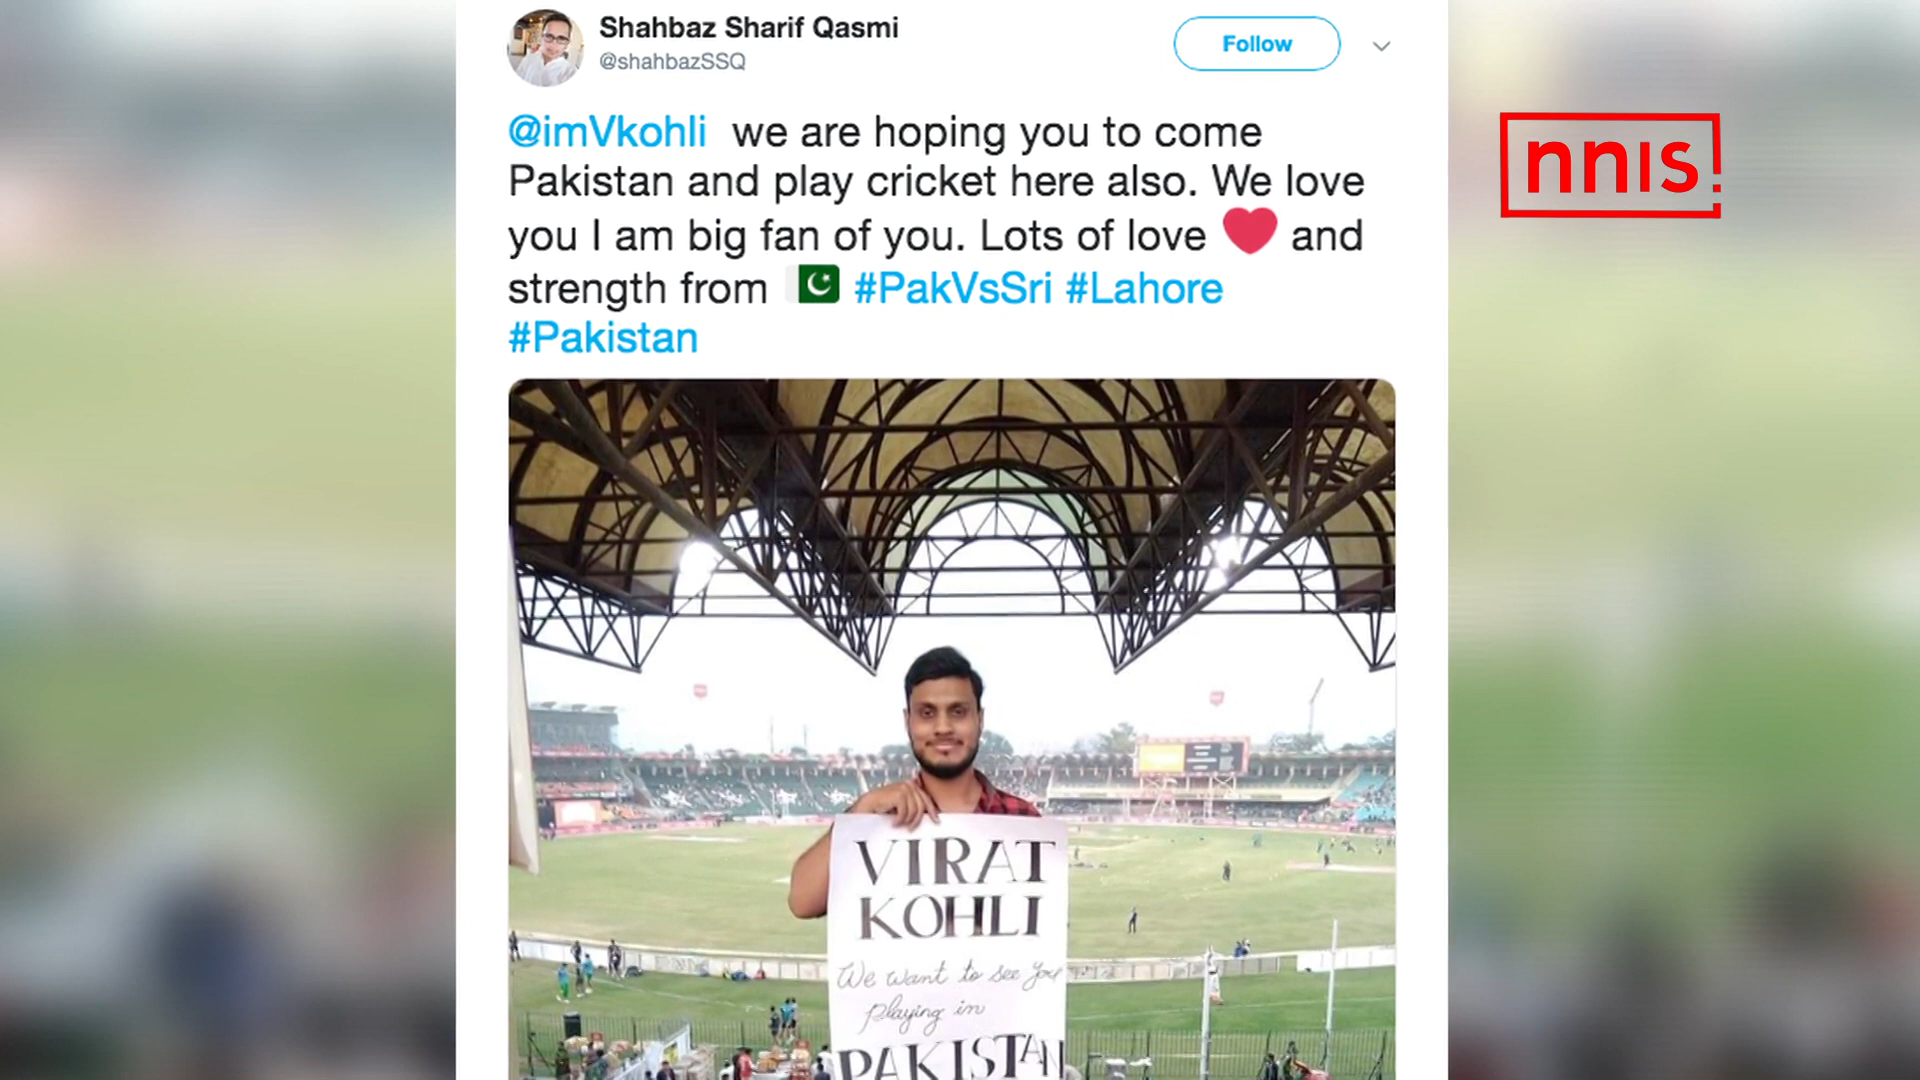 Shahbaz Sharif Qasmi
@shahbazSSQ
Follow
@imVkohli we are hoping you to come
Pakistan and play cricket here also. We love
you I am big fan of you. Lots of love ❤ and
strength from 🇵🇰 #PakVsSri #Lahore
#Pakistan
nnis
VIRAT
KOHLI
We want to see you
playing in
PAKISTAN